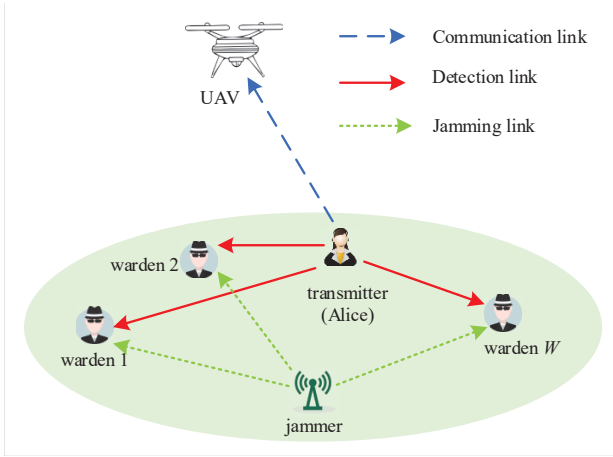 Communication link
Detection link
UAV
Jamming link
warden 2
transmitter
(Alice)
warden 1
warden W
jammer